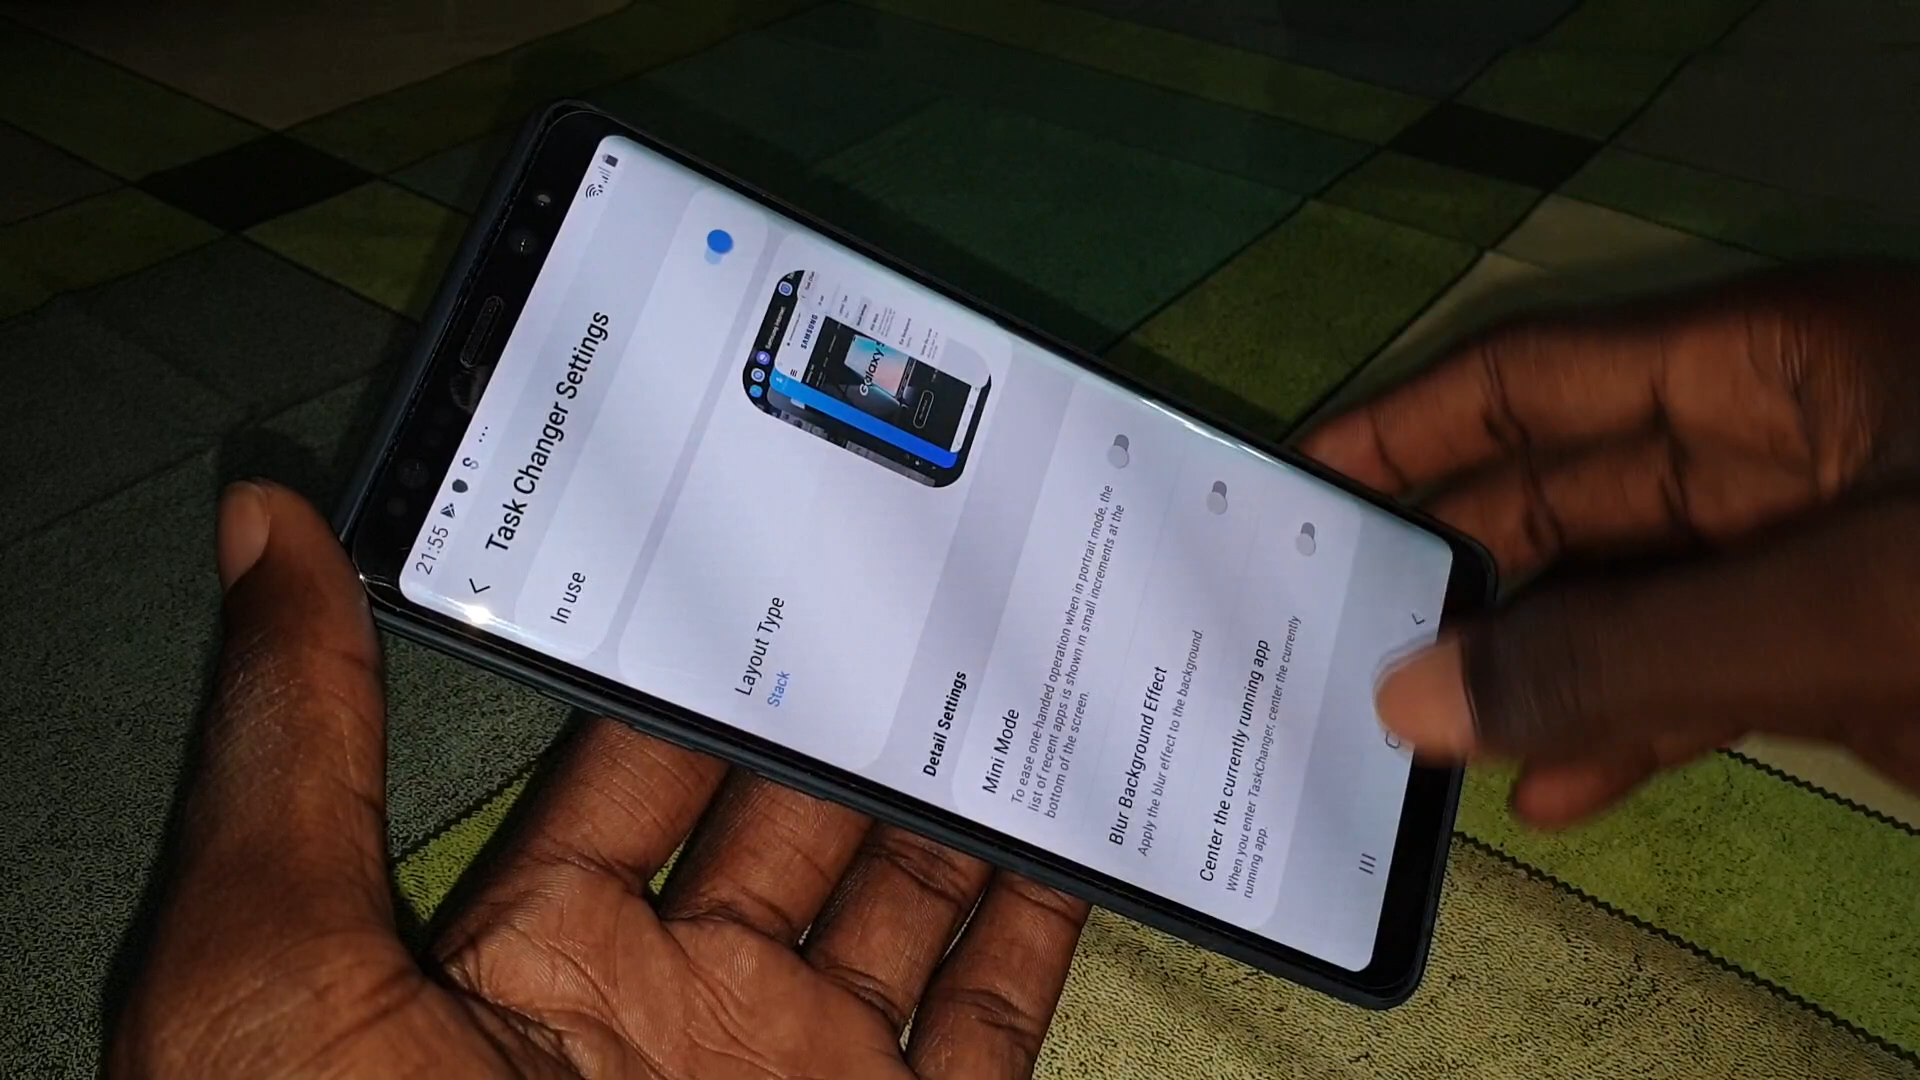 21:55
Task Changer Settings
In use
SAMSUNG
Galaxy
Layout Type
Stack
Detail Settings
Mini Mode
To ease one-handed operation when in portrait mode, the
list of recent apps is shown in small increments at the
bottom of the screen.
Blur Background Effect
Apply the blur effect to the background
Center the currently running app
When you enter TaskChanger, center the currently
running app.